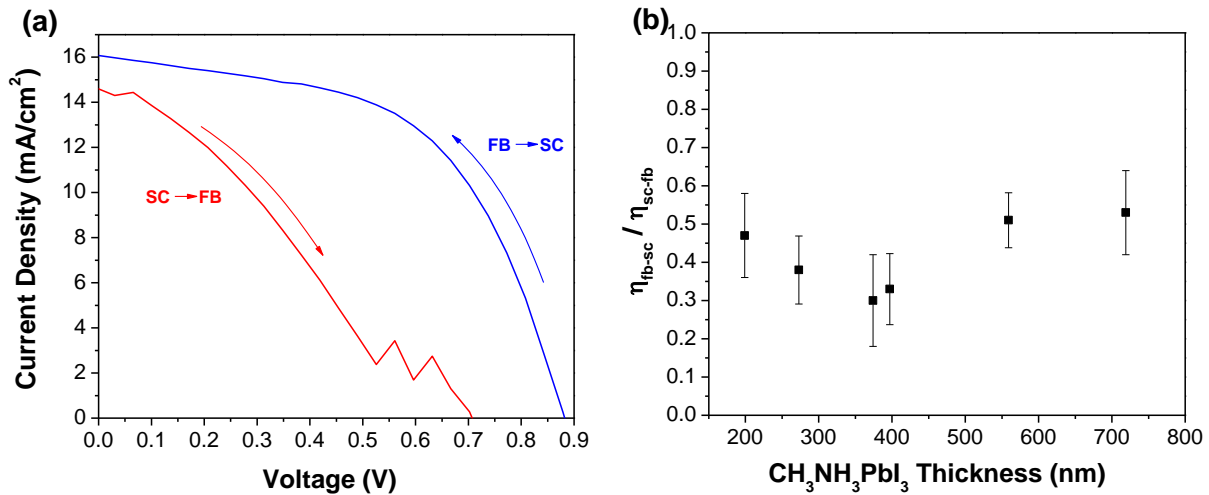 (a)
16
14
12
10
8
6
4
2
0
0.0 0.1 0.2 0.3 0.4 0.5 0.6 0.7 0.8 0.9
Current Density (mA/cm²)
Voltage (V)
FB → SC
SC → FB
(b)
1.0
0.9
0.8
0.7
0.6
0.5
0.4
0.3
0.2
0.1
0.0
200 300 400 500 600 700 800
η_fb-sc / η_sc-fb
CH₃NH₃PbI₃ Thickness (nm)